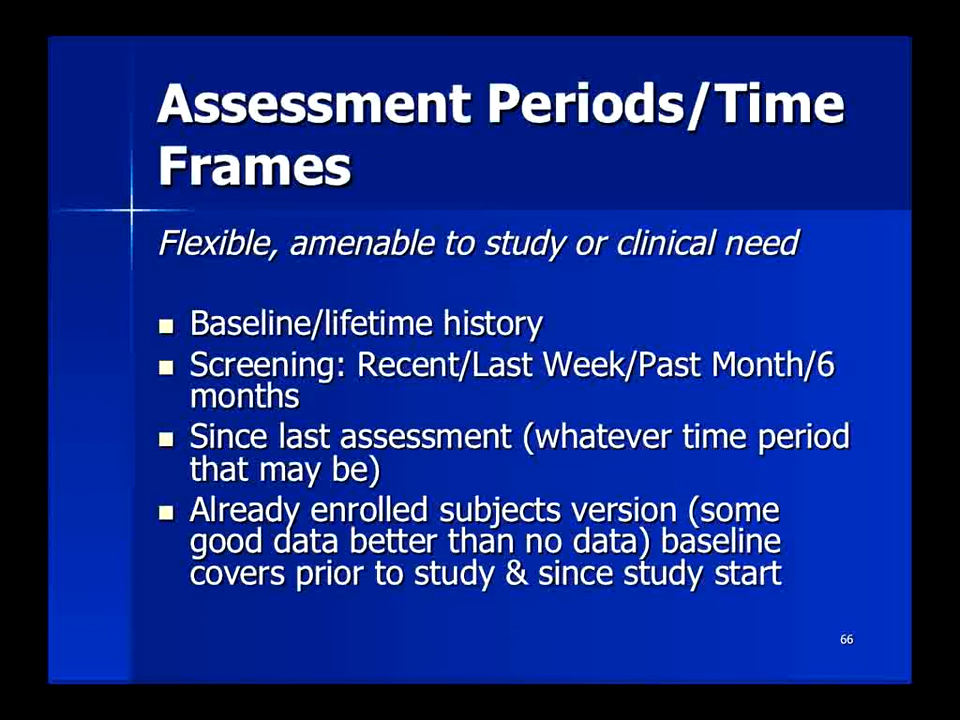 Assessment Periods/Time
Frames
Flexible, amenable to study or clinical need
Baseline/lifetime history
Screening: Recent/Last Week/Past Month/6
months
Since last assessment (whatever time period
that may be)
Already enrolled subjects version (some
good data better than no data) baseline
covers prior to study & since study start
66